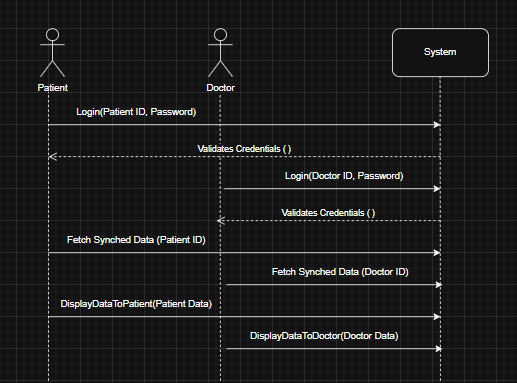 System
Patient
Doctor
Login(Patient ID, Password)
Validates Credentials ( )
Login(Doctor ID, Password)
Validates Credentials ( )
Fetch Synched Data (Patient ID)
Fetch Synched Data (Doctor ID)
DisplayDataToPatient(Patient Data)
DisplayDataToDoctor(Doctor Data)